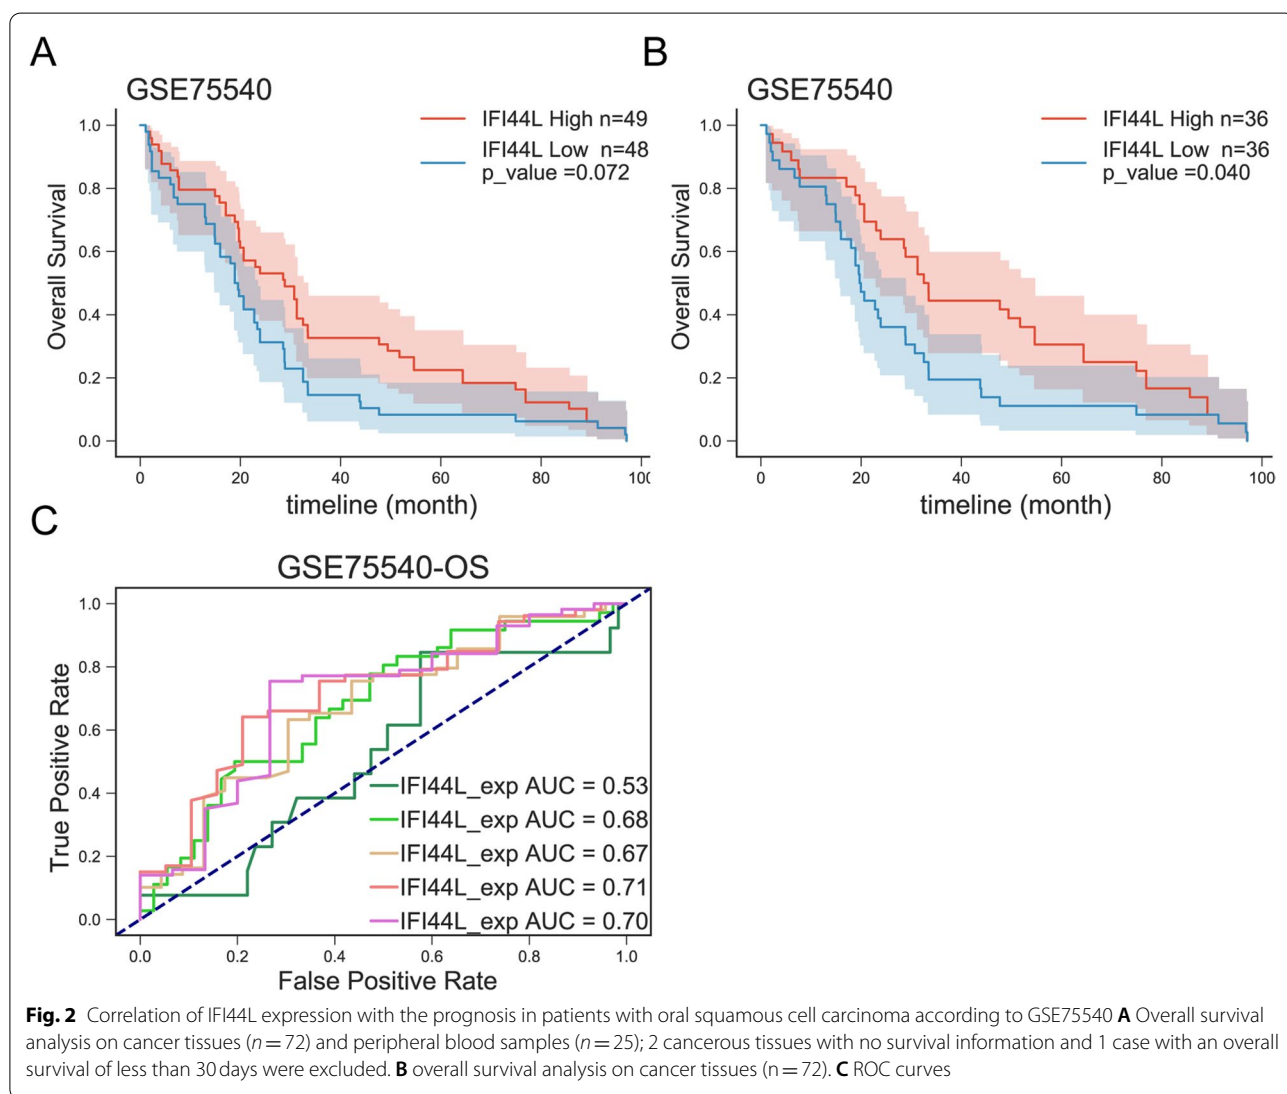 A
GSE75540
IFI44L High n=49
IFI44L Low n=48
p_value =0.072
Overall Survival
1.0
0.8
0.6
0.4
0.2
0.0
0
20
40
60
80
100
timeline (month)
B
GSE75540
IFI44L High n=36
IFI44L Low n=36
p_value =0.040
Overall Survival
1.0
0.8
0.6
0.4
0.2
0.0
0
20
40
60
80
100
timeline (month)
C
GSE75540-OS
True Positive Rate
1.0
0.8
0.6
0.4
0.2
0.0
IFI44L_exp AUC = 0.53
IFI44L_exp AUC = 0.68
IFI44L_exp AUC = 0.67
IFI44L_exp AUC = 0.71
IFI44L_exp AUC = 0.70
0.0
0.2
0.4
0.6
0.8
1.0
False Positive Rate
Fig. 2 Correlation of IFI44L expression with the prognosis in patients with oral squamous cell carcinoma according to GSE75540 A Overall survival
analysis on cancer tissues (n = 72) and peripheral blood samples (n = 25); 2 cancerous tissues with no survival information and 1 case with an overall
survival of less than 30 days were excluded. B overall survival analysis on cancer tissues (n = 72). C ROC curves